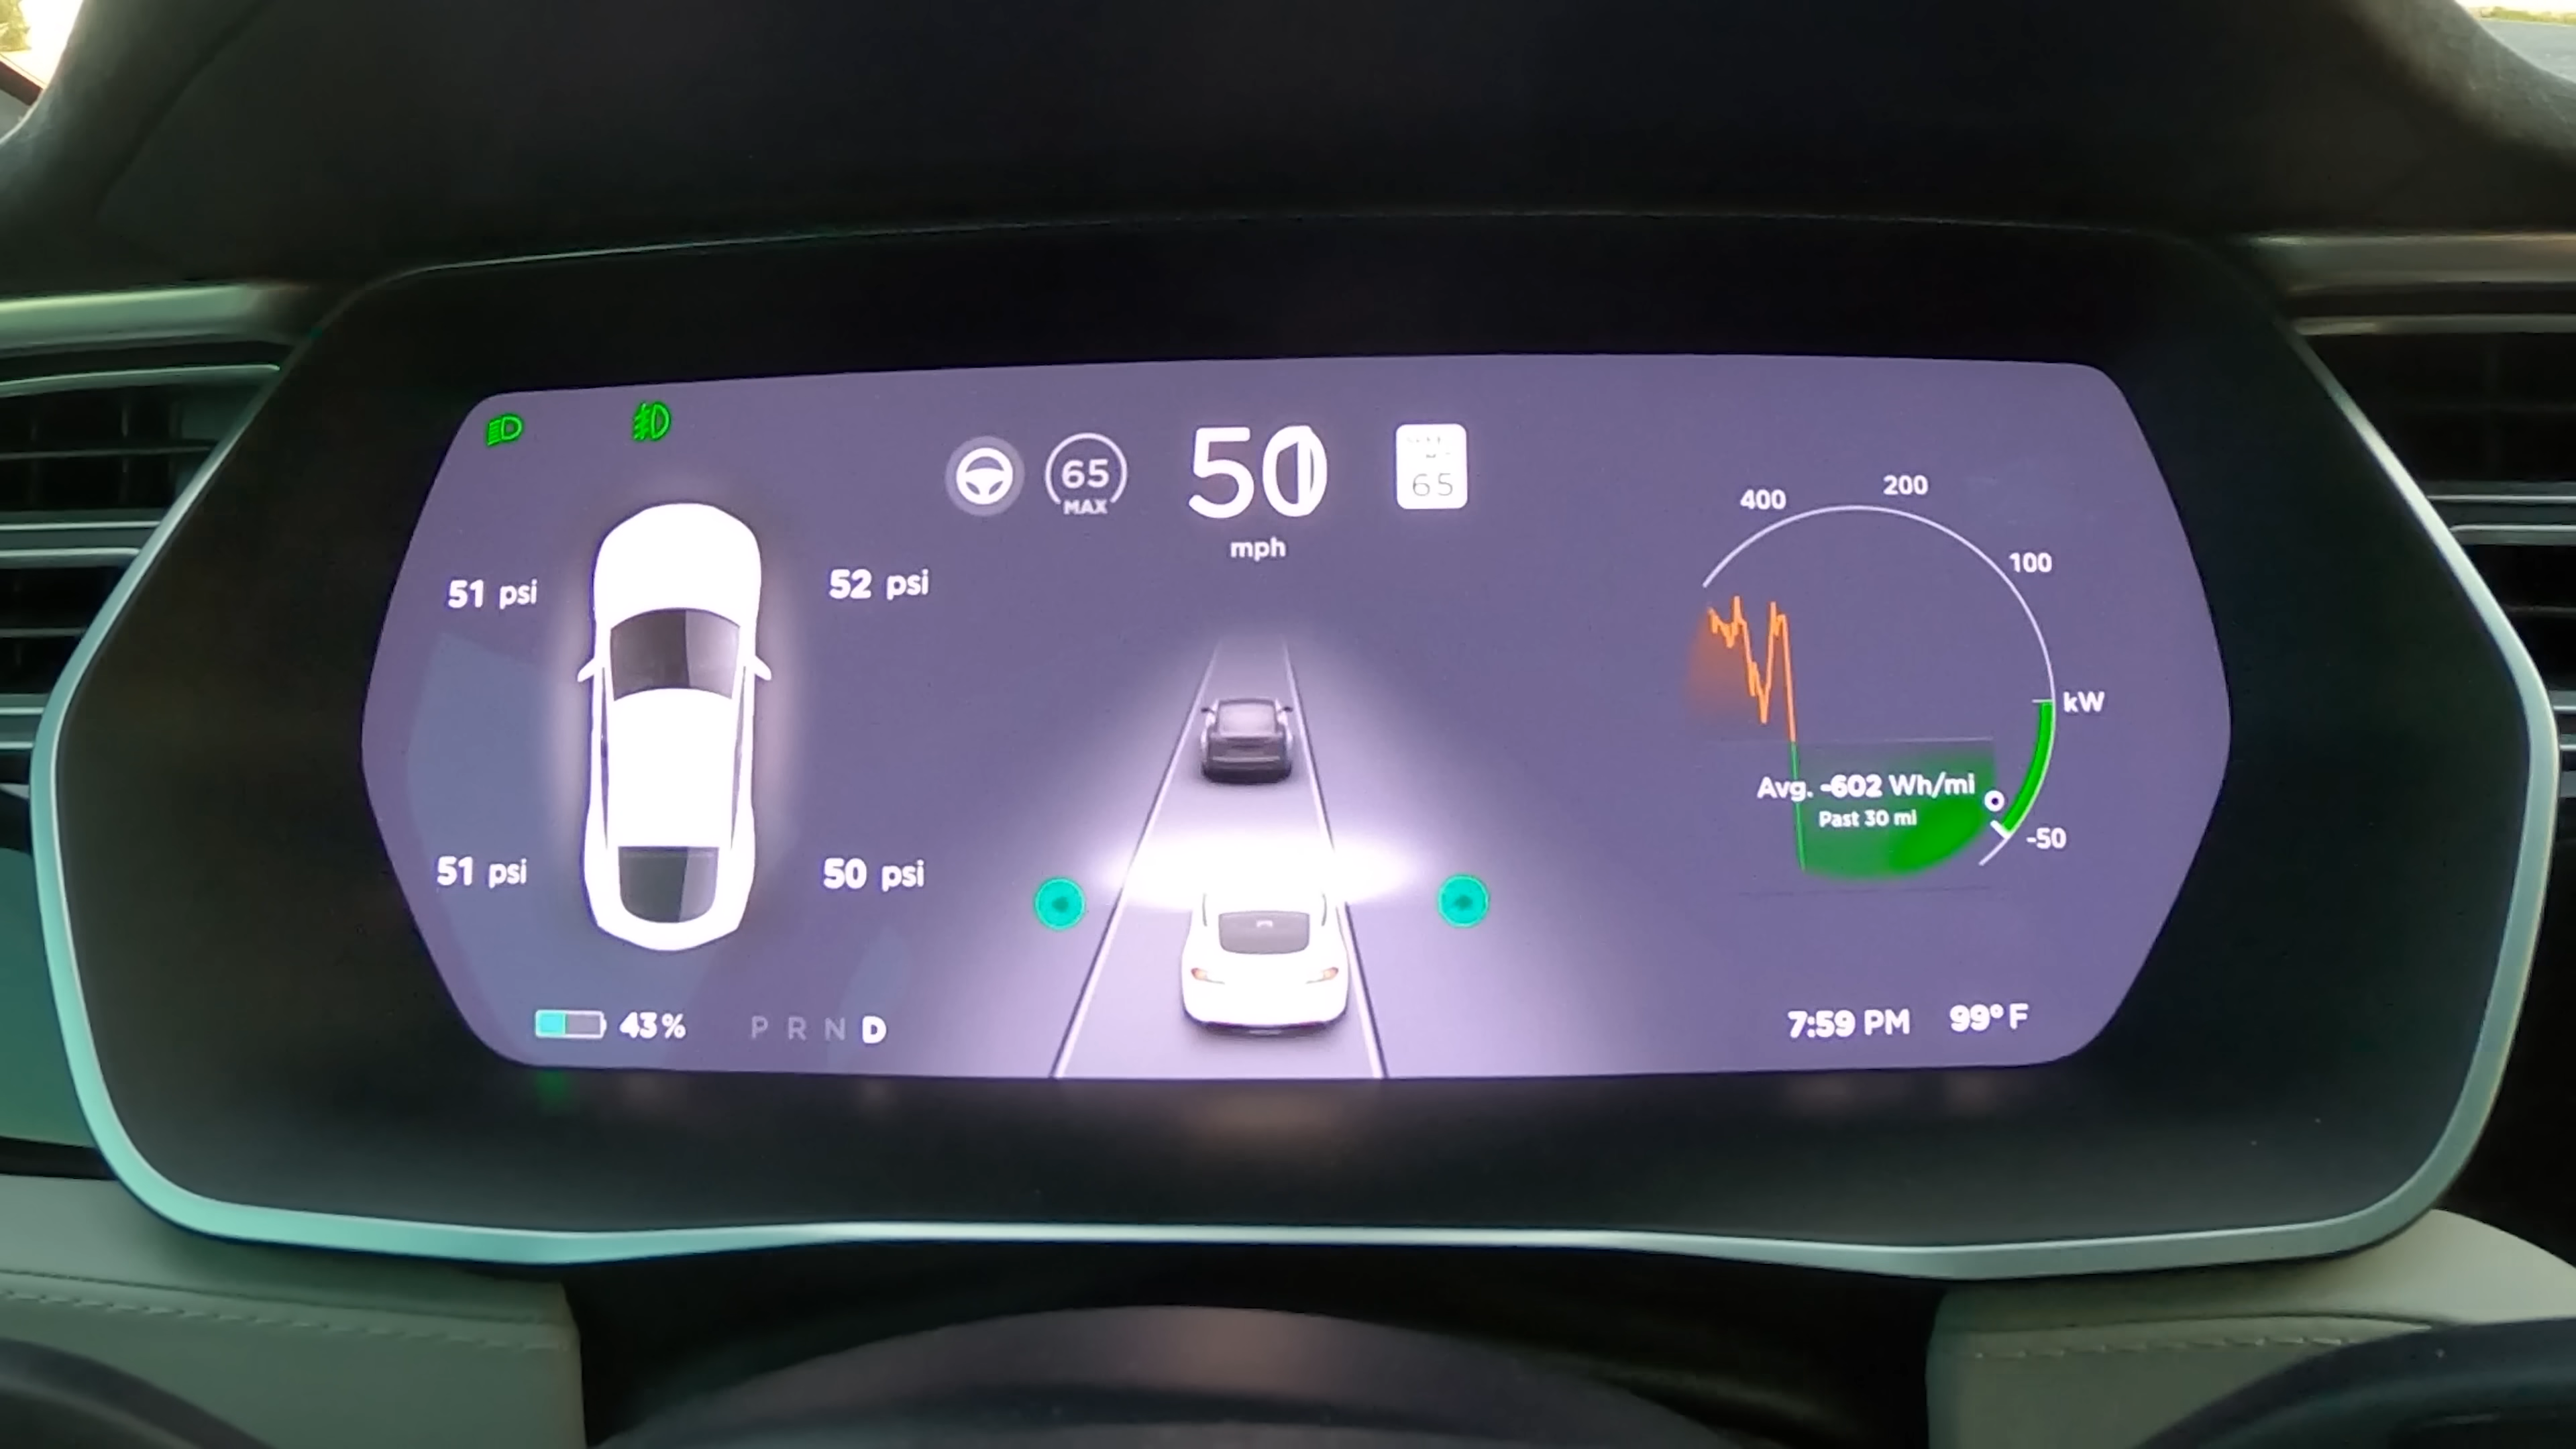 65
MAX
50
mph
65
400
200
100
kW
-50
51 psi
52 psi
51 psi
50 psi
Avg. -602 Wh/mi
Past 30 mi
43%
P R N D
7:59 PM 99° F